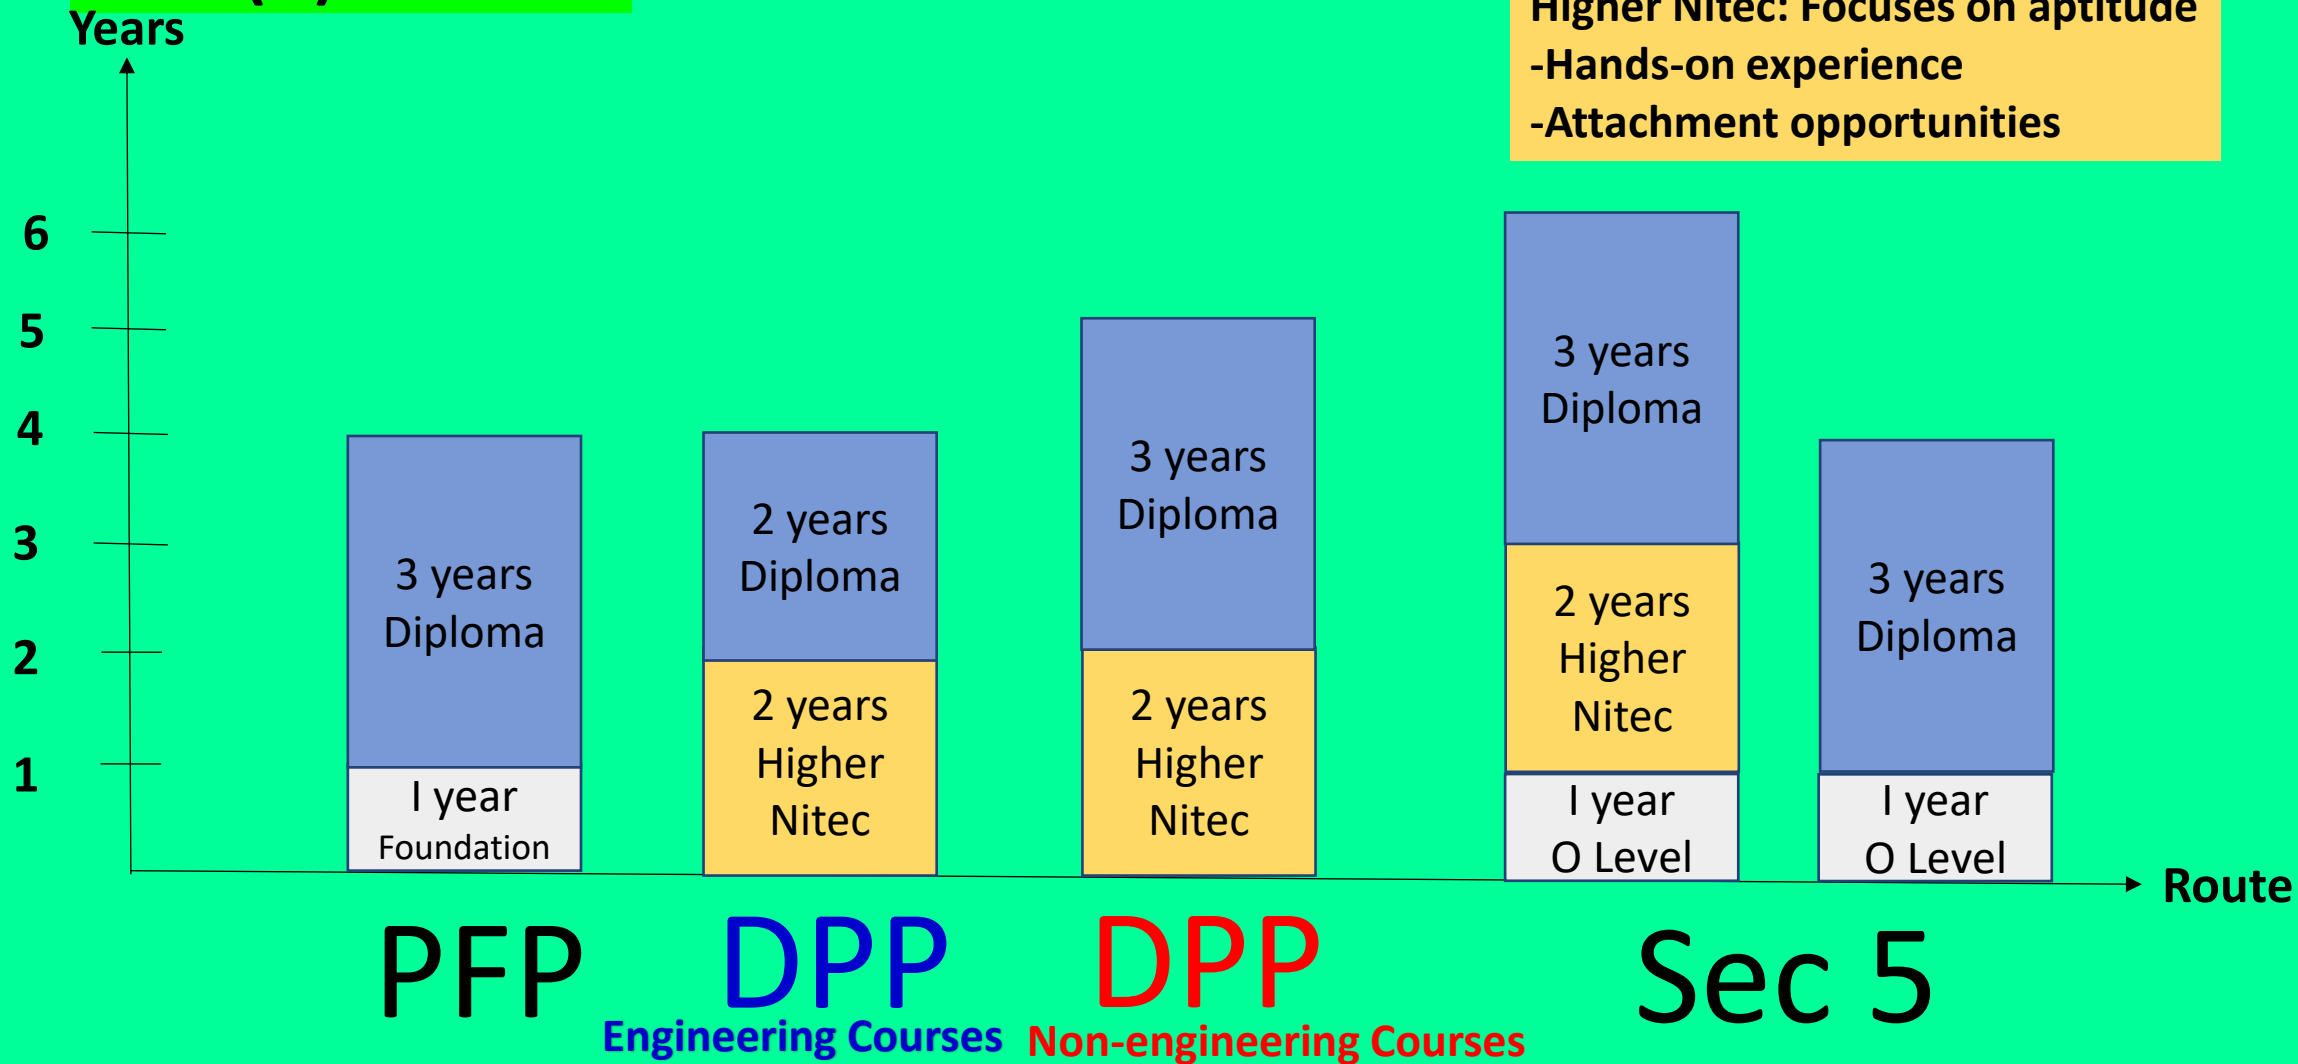 Years
Higher Nitec: Focuses on aptitude
-Hands-on experience
-Attachment opportunities
6
5
4
3
2
1
3 years
Diploma
I year
Foundation
2 years
Diploma
2 years
Higher
Nitec
3 years
Diploma
2 years
Higher
Nitec
3 years
Diploma
2 years
Higher
Nitec
I year
O Level
3 years
Diploma
I year
O Level
Route
PFP
DPP
Engineering Courses
DPP
Non-engineering Courses
Sec 5